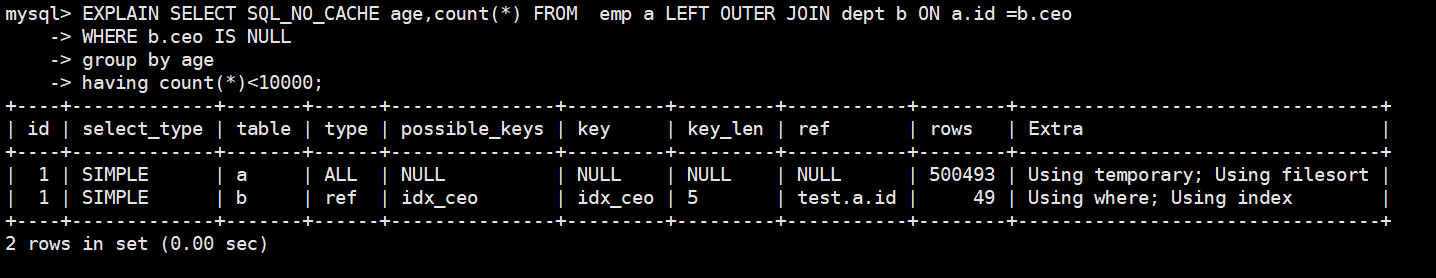 mysql> EXPLAIN SELECT SQL_NO_CACHE age,count(*) FROM  emp a LEFT OUTER JOIN dept b ON a.id =b.ceo
    -> WHERE b.ceo IS NULL
    -> group by age
    -> having count(*)<10000;
+----+-------------+-------+------+---------------+---------+---------+-----------+--------+---------------------------------+
| id | select_type | table | type | possible_keys | key     | key_len | ref       | rows   | Extra                           |
+----+-------------+-------+------+---------------+---------+---------+-----------+--------+---------------------------------+
|  1 | SIMPLE      | a     | ALL  | NULL          | NULL    | NULL    | NULL      | 500493 | Using temporary; Using filesort |
|  1 | SIMPLE      | b     | ref  | idx_ceo       | idx_ceo | 5       | test.a.id |     49 | Using where; Using index        |
+----+-------------+-------+------+---------------+---------+---------+-----------+--------+---------------------------------+
2 rows in set (0.00 sec)